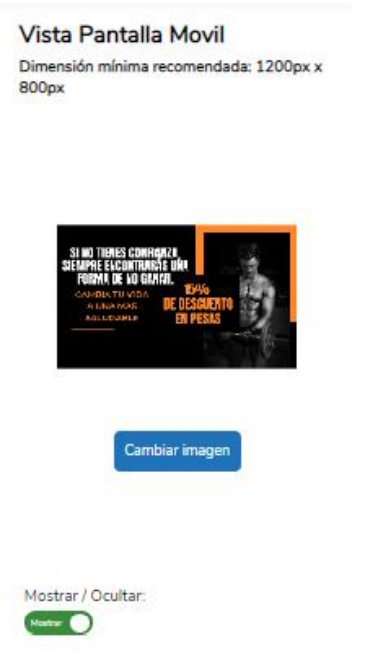 Vista Pantalla Movil
Dimensión mínima recomendada: 1200px x
800px
SI NO TIENES CONFIANZA,
SIEMPRE ENCONTRARÁS UNA
FORMA DE NO GANAR.
CAMBIA TU VIDA
A UNA MAS
SALUDABLE
15%
DE DESCUENTO
EN PESAS
Cambiar imagen
Mostrar / Ocultar:
Mostrar